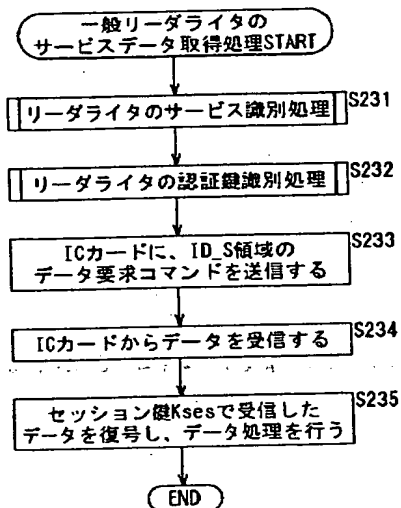 一般リーダライタの
サービスデータ取得処理START
リーダライタのサービス識別処理
S231
リーダライタの認証鍵識別処理
S232
ICカードに、ID_S領域の
データ要求コマンドを送信する
S233
ICカードからデータを受信する
S234
セッション鍵Ksesで受信した
データを復号し、データ処理を行う
S235
END